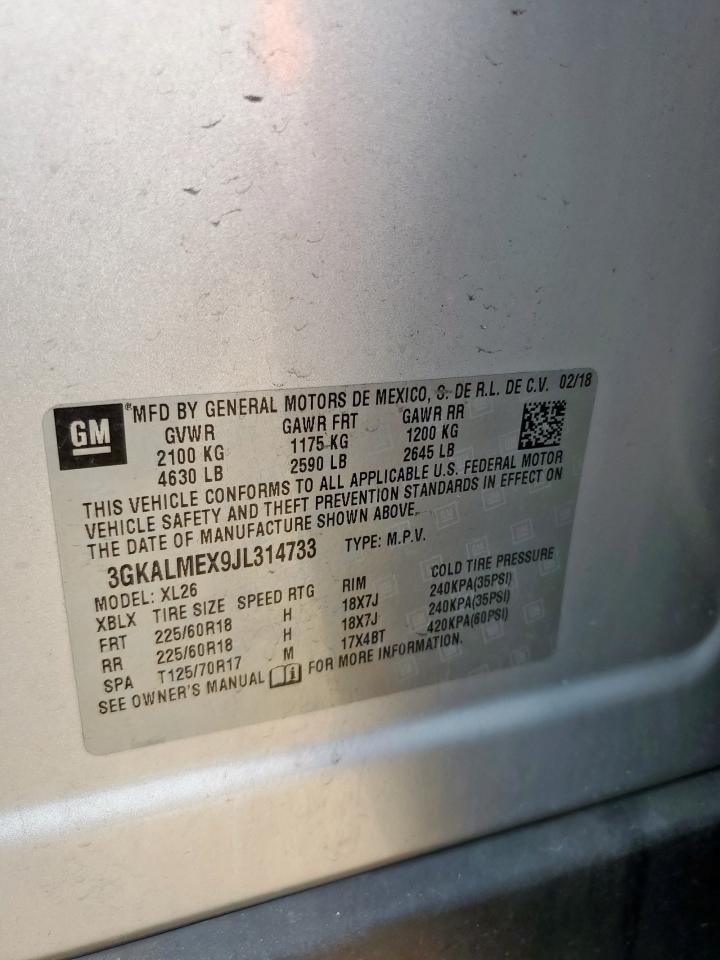 GM ®MFD BY GENERAL MOTORS DE MEXICO, S. DE R.L. DE C.V. 02/18
GVWR GAWR FRT GAWR RR
2100 KG 1175 KG 1200 KG
4630 LB 2590 LB 2645 LB
THIS VEHICLE CONFORMS TO ALL APPLICABLE U.S. FEDERAL MOTOR
VEHICLE SAFETY AND THEFT PREVENTION STANDARDS IN EFFECT ON
THE DATE OF MANUFACTURE SHOWN ABOVE.
3GKALMEX9JL314733 TYPE: M.P.V.
MODEL: XL26
XBLX TIRE SIZE SPEED RTG RIM COLD TIRE PRESSURE
FRT 225/60R18 H 18X7J 240KPA(35PSI)
RR 225/60R18 H 18X7J 240KPA(35PSI)
SPA T125/70R17 M 17X4BT 420KPA(60PSI)
SEE OWNER'S MANUAL FOR MORE INFORMATION.